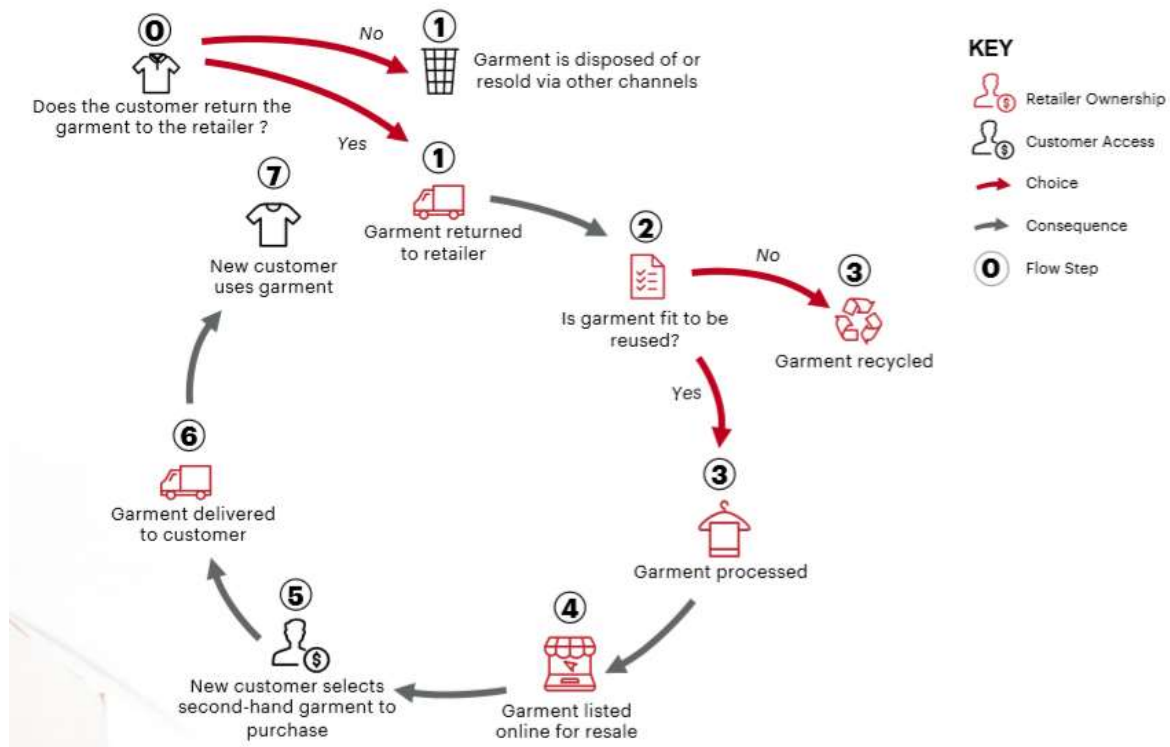 0
Does the customer return the
garment to the retailer ?
No
1
Garment is disposed of or
resold via other channels
Yes
1
Garment returned
to retailer
2
Is garment fit to be
reused?
No
3
Garment recycled
Yes
3
Garment processed
4
Garment listed
online for resale
5
$
New customer selects
second-hand garment to
purchase
6
Garment delivered
to customer
7
New customer
uses garment
KEY
$ Retailer Ownership
$ Customer Access
Choice
Consequence
0 Flow Step